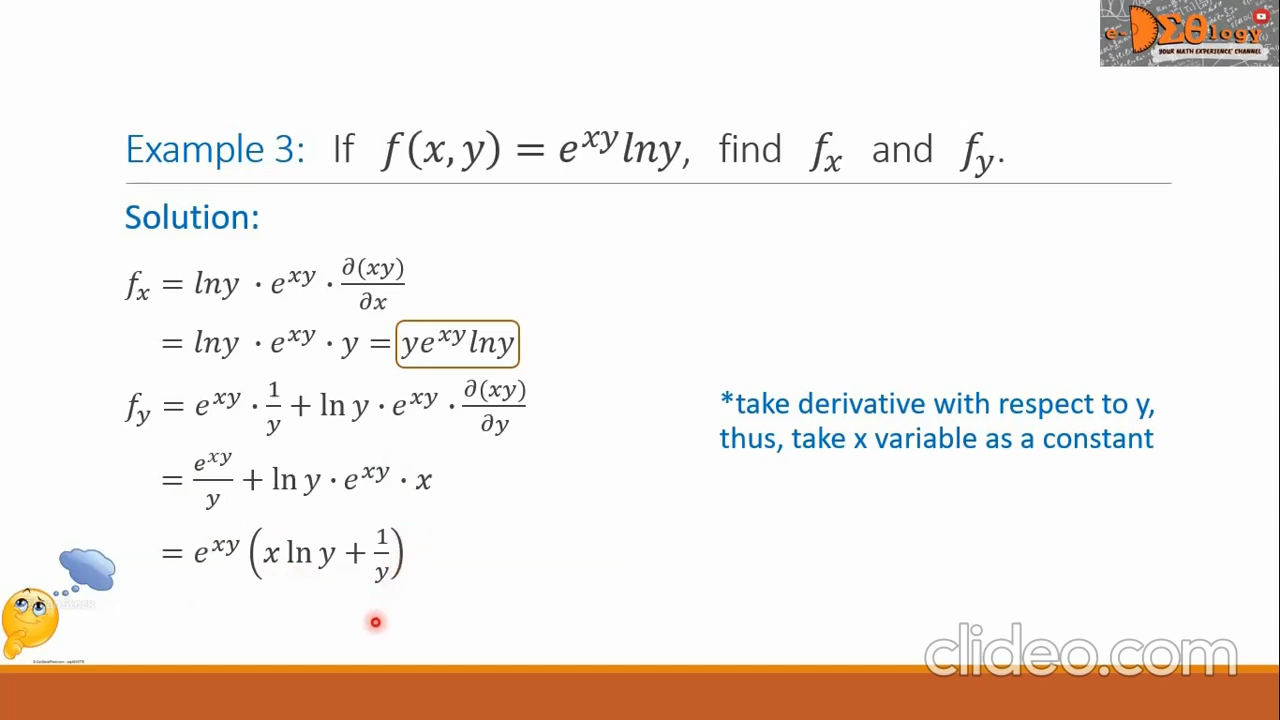 e-DΣθlogy
YOUR MATH EXPERIENCE CHANNEL
Example 3: If f(x, y) = e^{xy} lny, find f_x and f_y.
Solution:
f_x = lny · e^{xy} · ∂(xy)/∂x
= lny · e^{xy} · y = ye^{xy} lny
f_y = e^{xy} · 1/y + ln y · e^{xy} · ∂(xy)/∂y
*take derivative with respect to y,
thus, take x variable as a constant
= e^{xy}/y + ln y · e^{xy} · x
= e^{xy} (x ln y + 1/y)
clideo.com